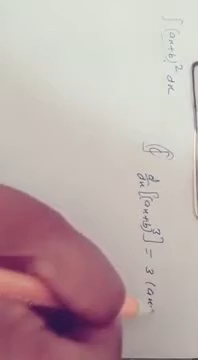 ∫(ax+b)² dx
d/dx [(ax+b)³] = 3(ax